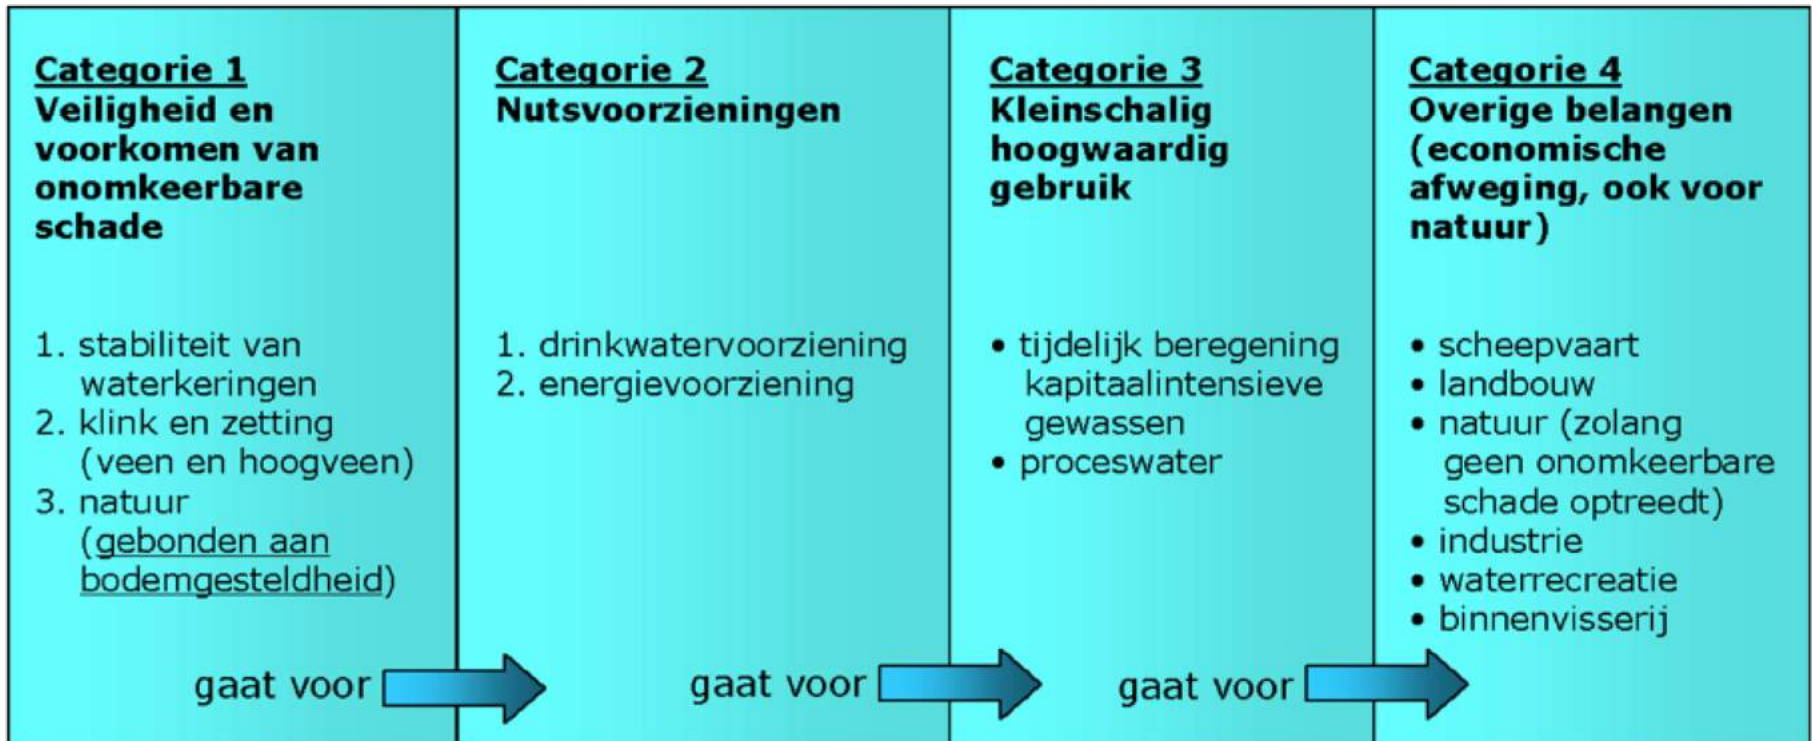 Categorie 1
Veiligheid en
voorkomen van
onomkeerbare
schade
1. stabiliteit van
waterkeringen
2. klink en zetting
(veen en hoogveen)
3. natuur
(gebonden aan
bodemgesteldheid)
gaat voor
Categorie 2
Nutsvoorzieningen
1. drinkwatervoorziening
2. energievoorziening
gaat voor
Categorie 3
Kleinschalig
hoogwaardig
gebruik
• tijdelijk beregening
kapitaalintensieve
gewassen
• proceswater
gaat voor
Categorie 4
Overige belangen
(economische
afweging, ook voor
natuur)
• scheepvaart
• landbouw
• natuur (zolang
geen onomkeerbare
schade optreedt)
• industrie
• waterrecreatie
• binnenvisserij